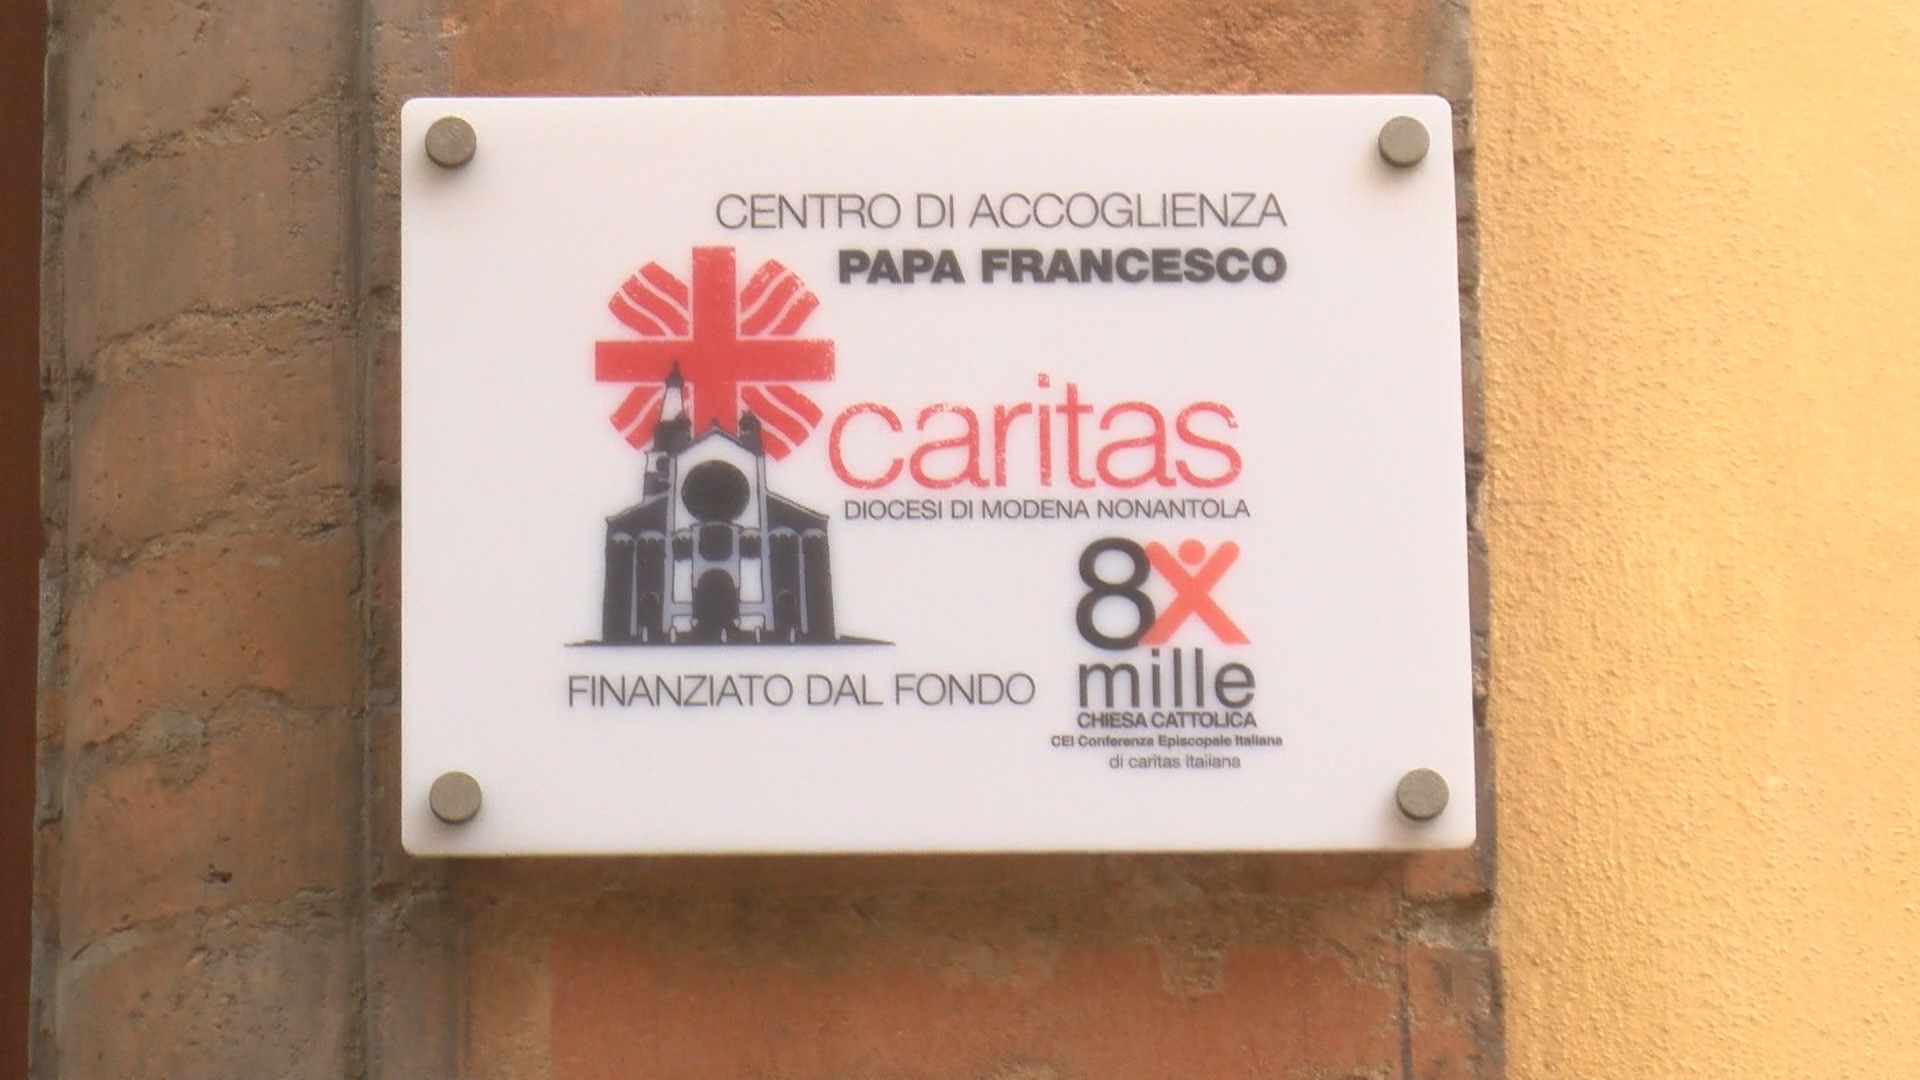 CENTRO DI ACCOGLIENZA
PAPA FRANCESCO
caritas
DIOCESI DI MODENA NONANTOLA
8X
mille
FINANZIATO DAL FONDO
CHIESA CATTOLICA
CEI Conferenza Episcopale Italiana
di caritas italiana